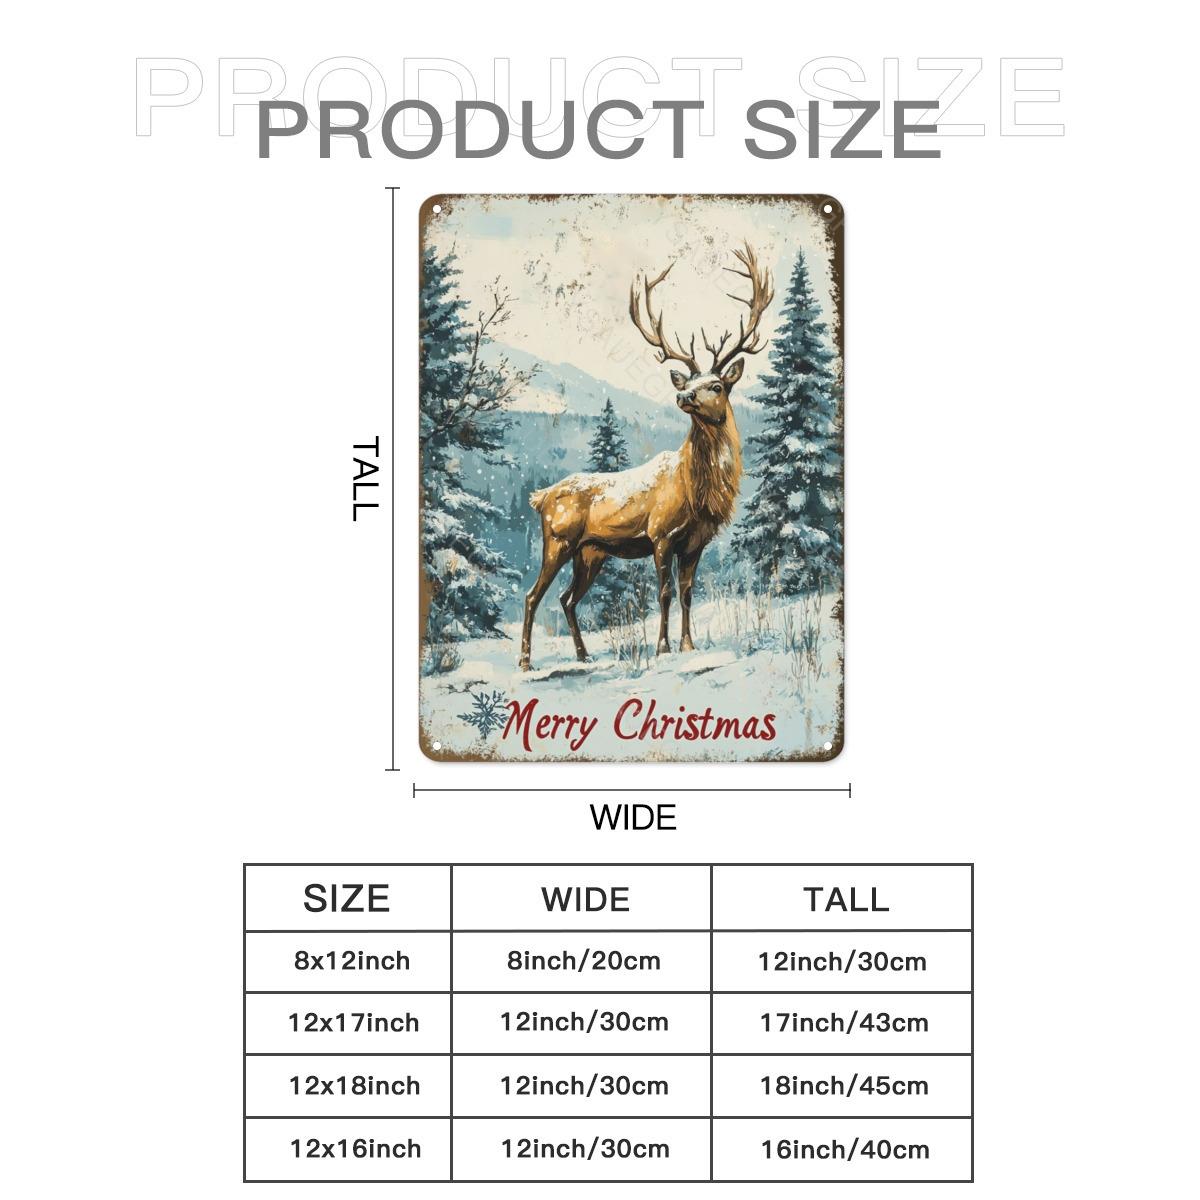 PRODUCT SIZE
PRODUCT SIZE
TALL
Merry Christmas
WIDE
SIZE WIDE TALL
8x12inch 8inch/20cm 12inch/30cm
12x17inch 12inch/30cm 17inch/43cm
12x18inch 12inch/30cm 18inch/45cm
12x16inch 12inch/30cm 16inch/40cm